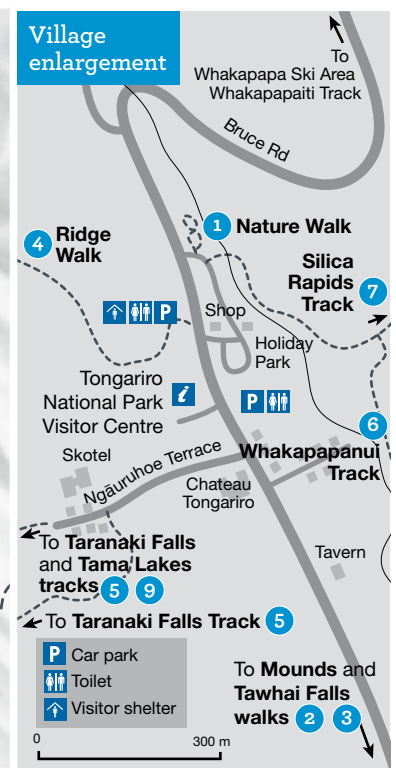 Village
enlargement
To
Whakapapa Ski Area
Whakapapaiti Track
Bruce Rd
1 Nature Walk
4 Ridge
Walk
Silica
Rapids
Track 7
P
Shop
Holiday
Park
Tongariro
National Park
Visitor Centre
i
P
6
Whakapapanui
Track
Skotel
Ngāuruhoe Terrace
Chateau
Tongariro
To Taranaki Falls
and Tama Lakes
tracks 5 9
Tavern
To Taranaki Falls Track 5
P Car park
Toilet
Visitor shelter
To Mounds and
Tawhai Falls
walks 2 3
0 300 m